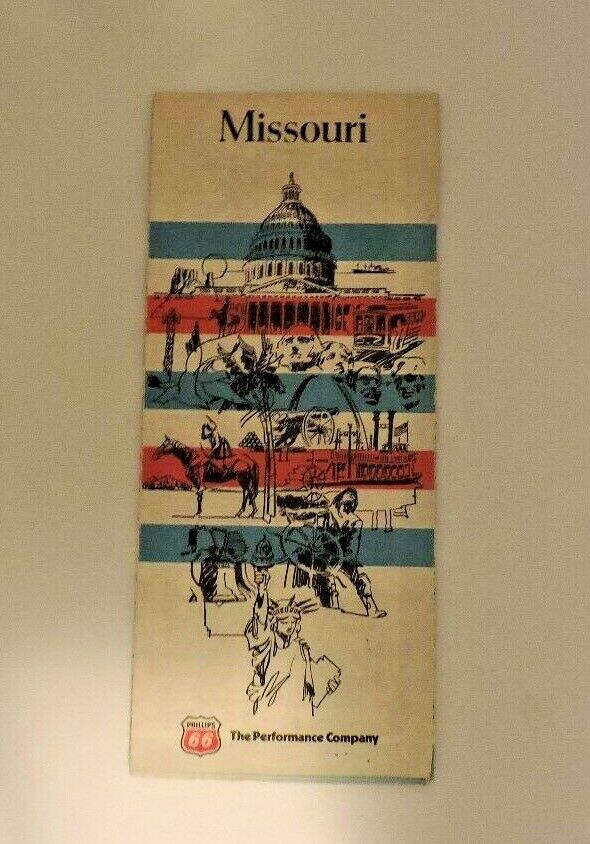 Missouri
PHILLIPS
66
The Performance Company